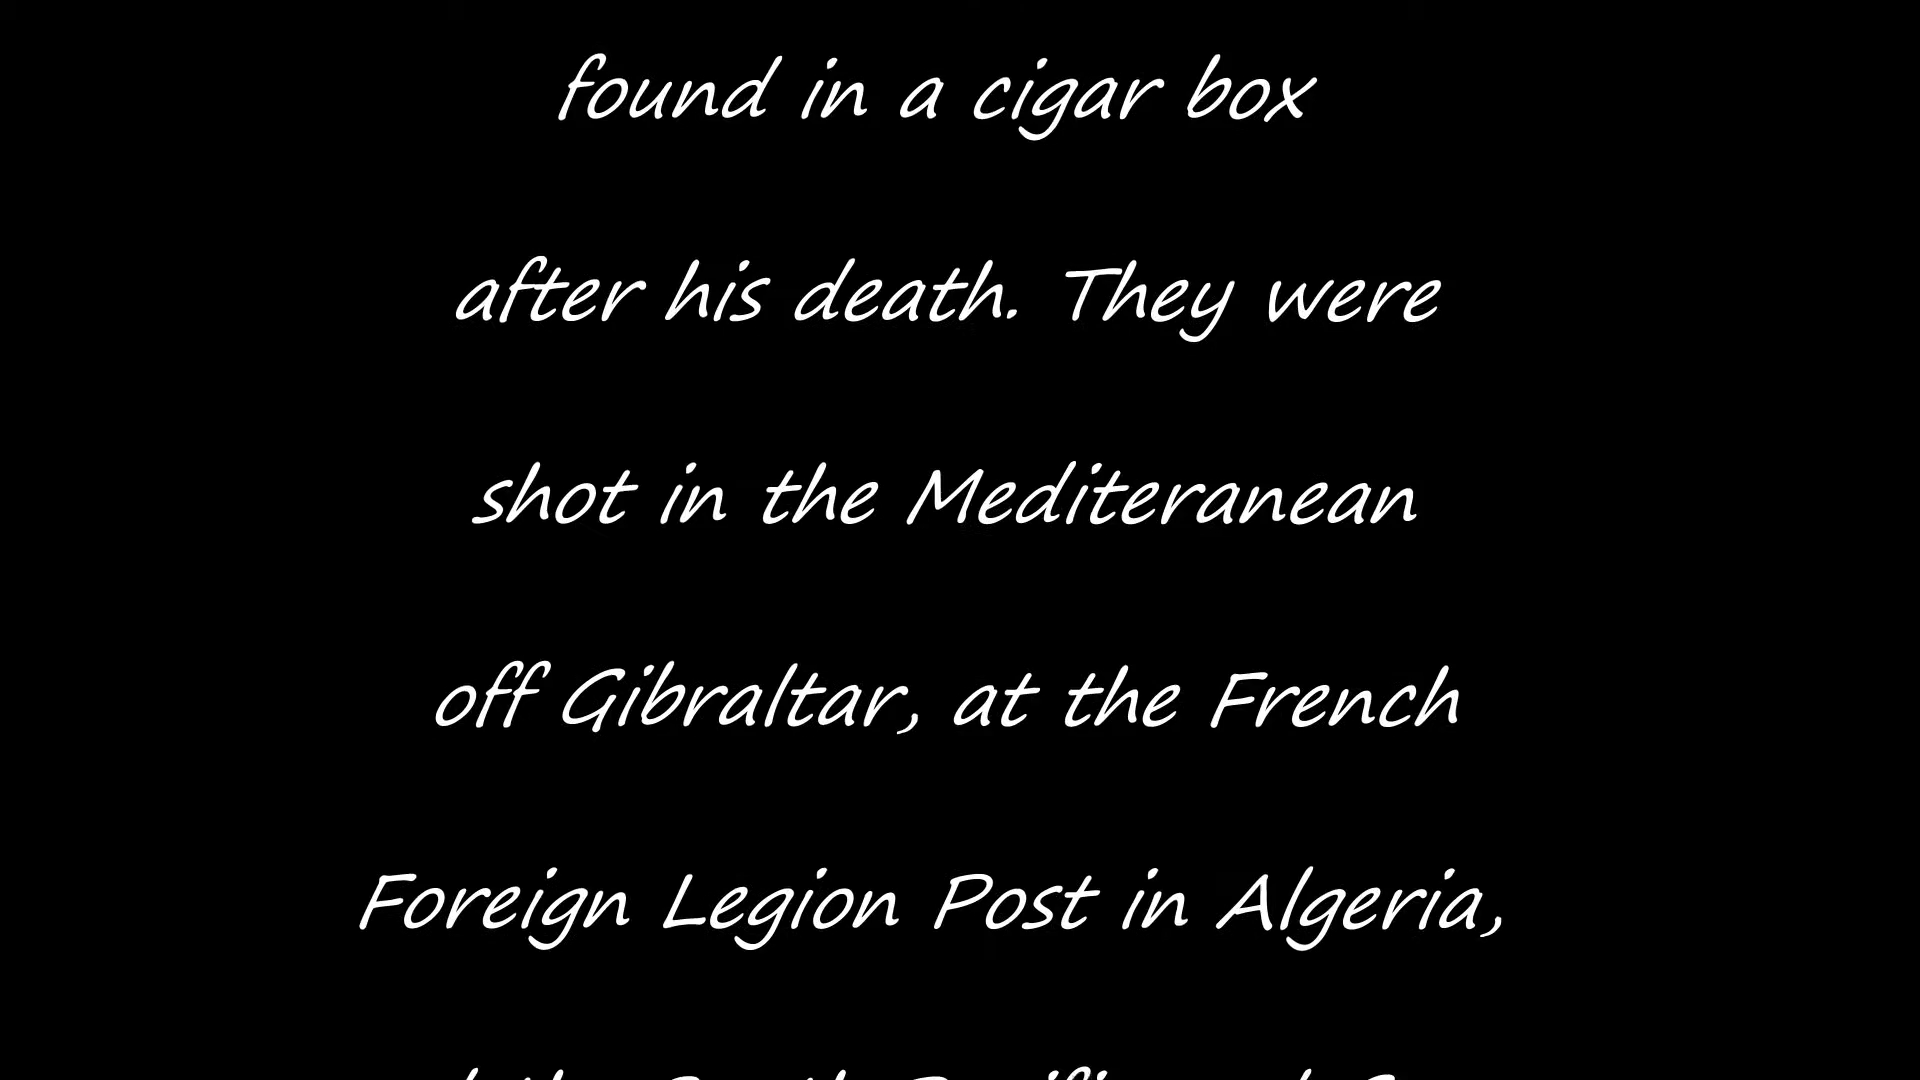 found in a cigar box
after his death. They were
shot in the Mediteranean
off Gibraltar, at the French
Foreign Legion Post in Algeria,